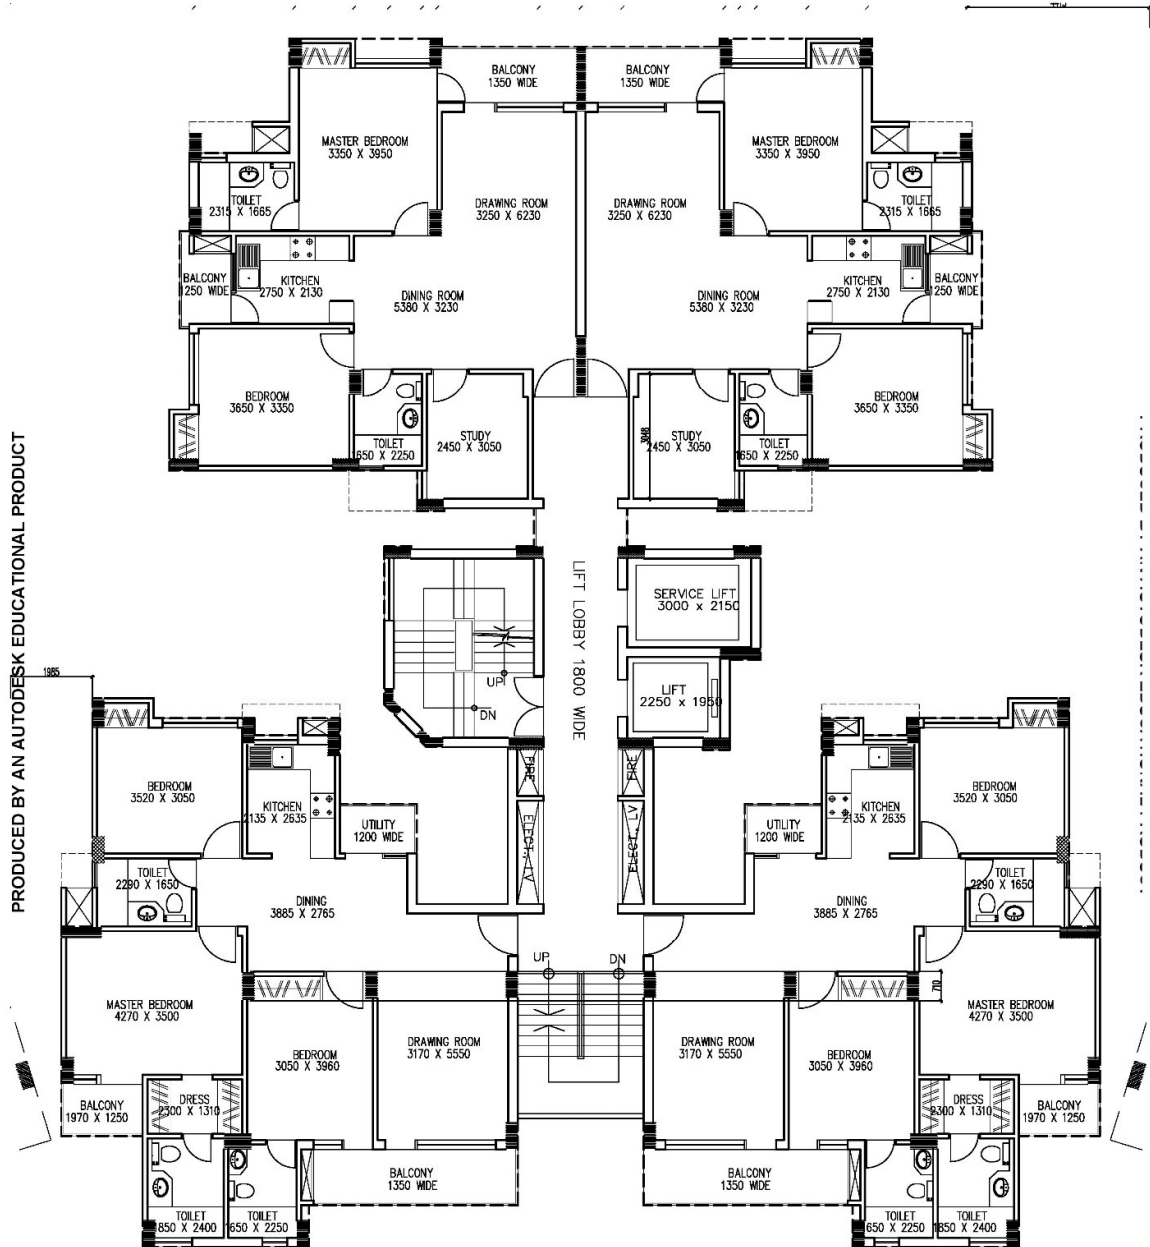 BALCONY
1350 WIDE
BALCONY
1350 WIDE
MASTER BEDROOM
3350 X 3950
MASTER BEDROOM
3350 X 3950
TOILET
2315 X 1665
DRAWING ROOM
3250 X 6230
DRAWING ROOM
3250 X 6230
TOILET
2315 X 1665
BALCONY
1250 WIDE
KITCHEN
2750 X 2130
DINING ROOM
5380 X 3230
DINING ROOM
5380 X 3230
KITCHEN
2750 X 2130
BALCONY
1250 WIDE
BEDROOM
3650 X 3350
TOILET
1650 X 2250
STUDY
2450 X 3050
3048
STUDY
2450 X 3050
TOILET
1650 X 2250
BEDROOM
3650 X 3350
PRODUCED BY AN AUTODESK EDUCATIONAL PRODUCT
LIFT LOBBY 1800 WIDE
SERVICE LIFT
3000 x 2150
LIFT
2250 x 1950
UP
DN
1985
BEDROOM
3520 X 3050
KITCHEN
2135 X 2635
UTILITY
1200 WIDE
FIRE
ELECT., LV
FIRE
ELECT., LV
UTILITY
1200 WIDE
KITCHEN
2135 X 2635
BEDROOM
3520 X 3050
TOILET
2290 X 1650
DINING
3885 X 2765
DINING
3885 X 2765
TOILET
2290 X 1650
UP
DN
MASTER BEDROOM
4270 X 3500
BEDROOM
3050 X 3960
DRAWING ROOM
3170 X 5550
DRAWING ROOM
3170 X 5550
BEDROOM
3050 X 3960
710
MASTER BEDROOM
4270 X 3500
BALCONY
1970 X 1250
DRESS
2300 X 1310
DRESS
2300 X 1310
BALCONY
1970 X 1250
TOILET
1850 X 2400
TOILET
1650 X 2250
BALCONY
1350 WIDE
BALCONY
1350 WIDE
TOILET
1650 X 2250
TOILET
1850 X 2400